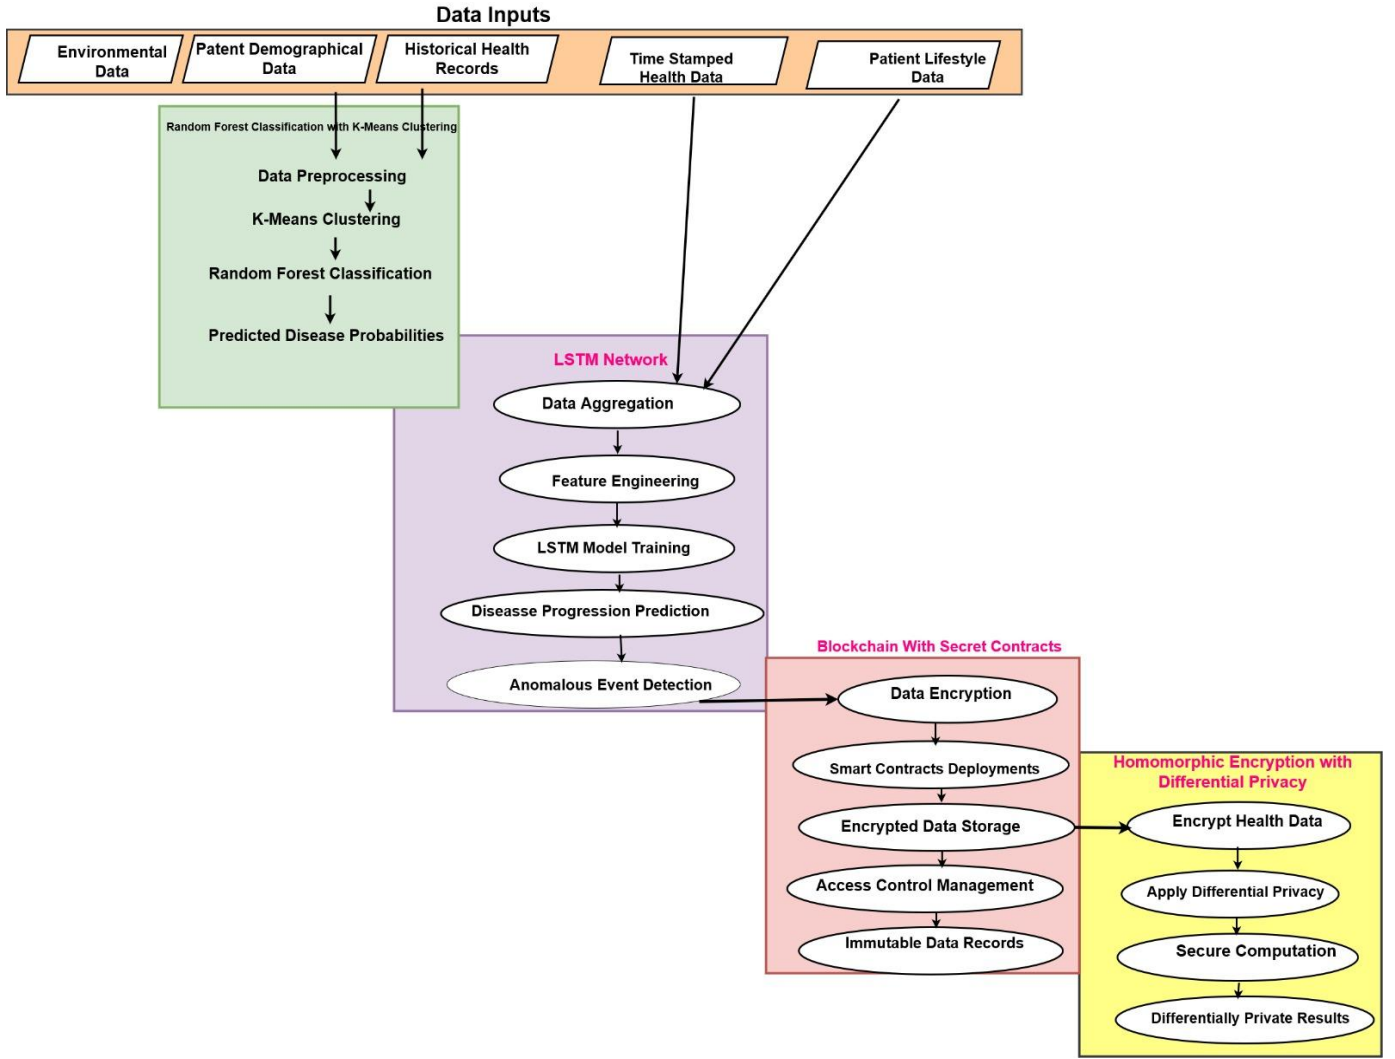 Data Inputs
Environmental
Data
Patent Demographical
Data
Historical Health
Records
Time Stamped
Health Data
Patient Lifestyle
Data
Random Forest Classification with K-Means Clustering
Data Preprocessing
K-Means Clustering
Random Forest Classification
Predicted Disease Probabilities
LSTM Network
Data Aggregation
Feature Engineering
LSTM Model Training
Diseasse Progression Prediction
Anomalous Event Detection
Blockchain With Secret Contracts
Data Encryption
Smart Contracts Deployments
Encrypted Data Storage
Access Control Management
Immutable Data Records
Homomorphic Encryption with
Differential Privacy
Encrypt Health Data
Apply Differential Privacy
Secure Computation
Differentially Private Results